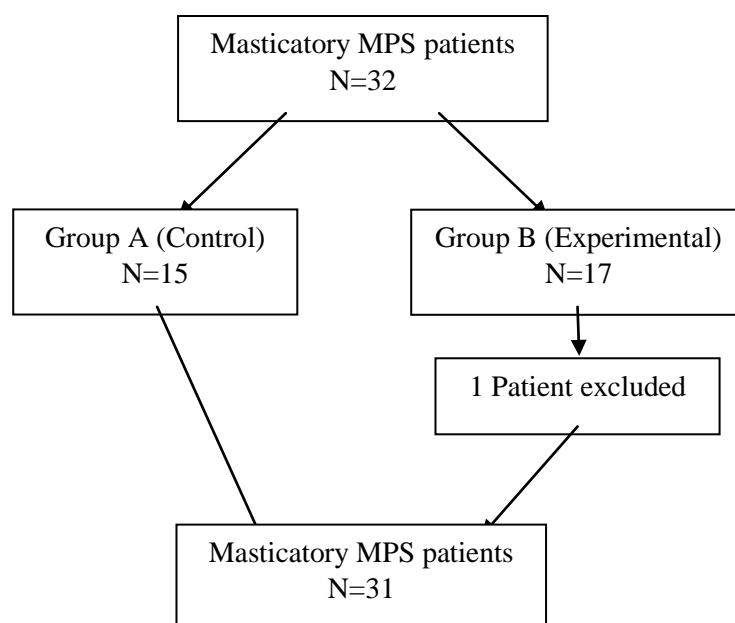 Masticatory MPS patients
N=32
Group A (Control)
N=15
Group B (Experimental)
N=17
1 Patient excluded
Masticatory MPS patients
N=31